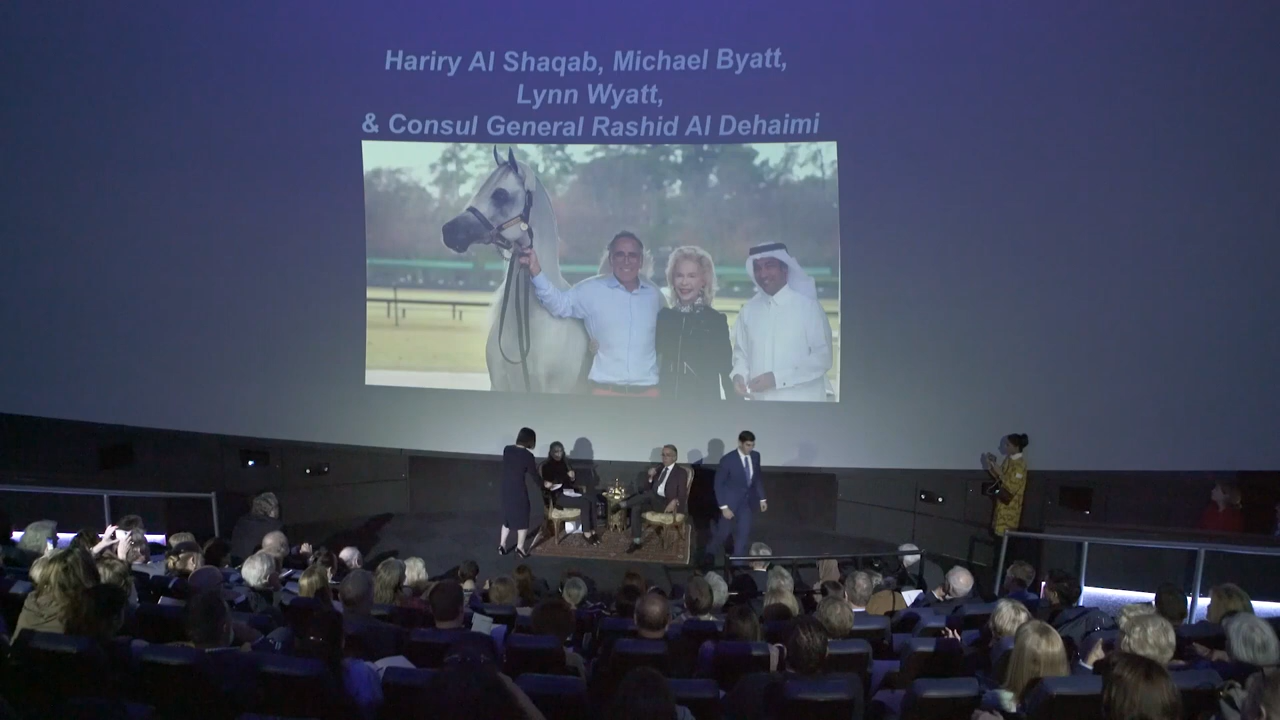 Hariry Al Shaqab, Michael Byatt,
Lynn Wyatt,
& Consul General Rashid Al Dehaimi